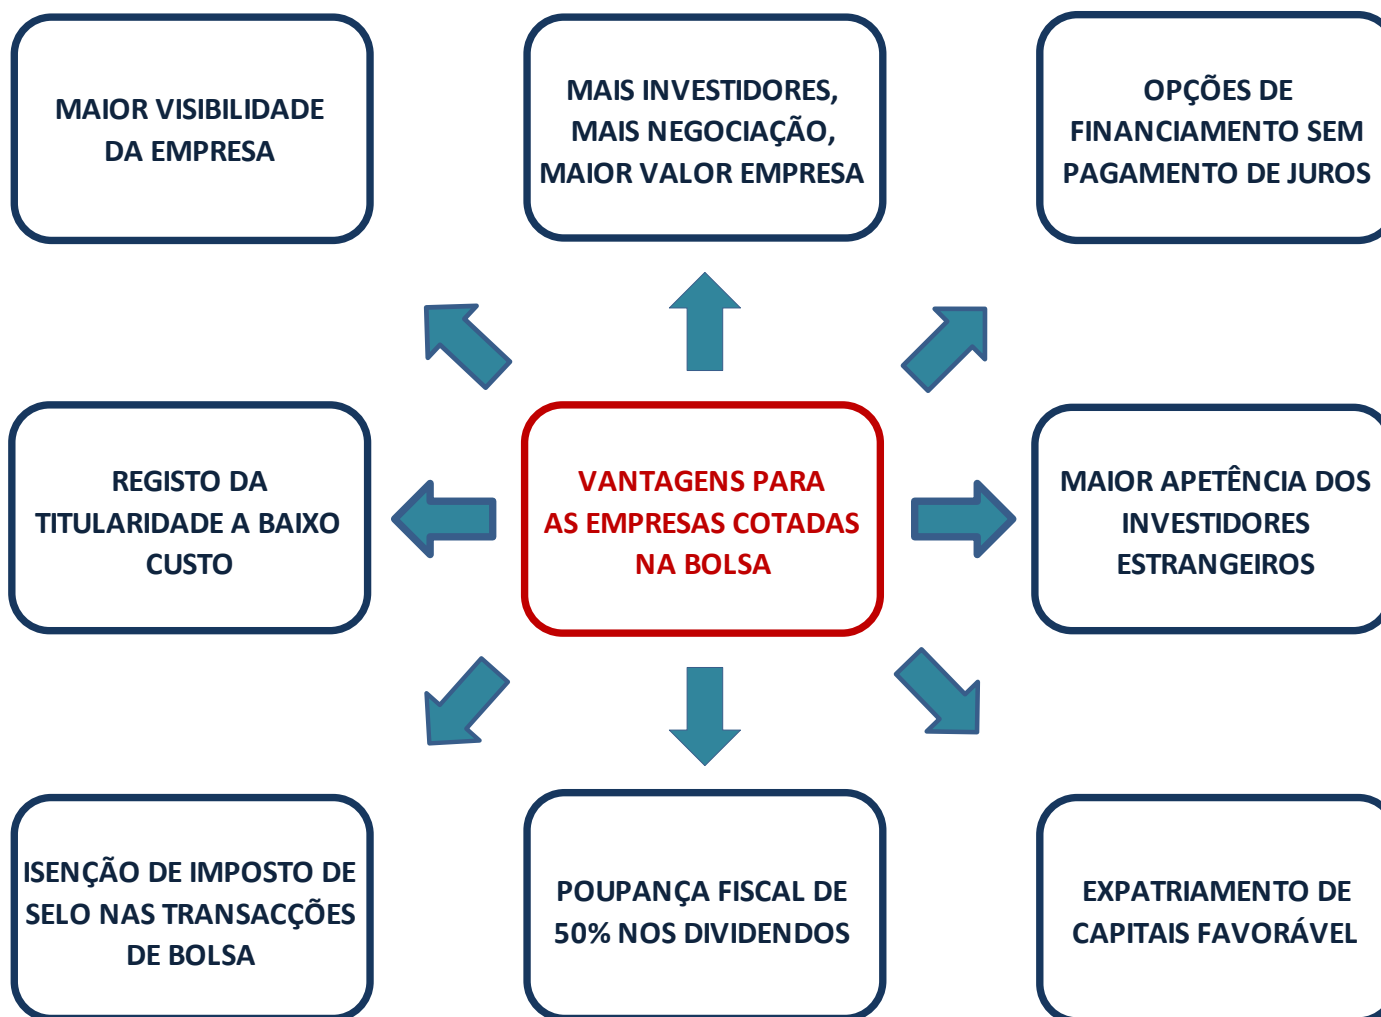 MAIOR VISIBILIDADE
DA EMPRESA
MAIS INVESTIDORES,
MAIS NEGOCIAÇÃO,
MAIOR VALOR EMPRESA
OPÇÕES DE
FINANCIAMENTO SEM
PAGAMENTO DE JUROS
REGISTO DA
TITULARIDADE A BAIXO
CUSTO
VANTAGENS PARA
AS EMPRESAS COTADAS
NA BOLSA
MAIOR APETÊNCIA DOS
INVESTIDORES
ESTRANGEIROS
ISENÇÃO DE IMPOSTO DE
SELO NAS TRANSACÇÕES
DE BOLSA
POUPANÇA FISCAL DE
50% NOS DIVIDENDOS
EXPATRIAMENTO DE
CAPITAIS FAVORÁVEL